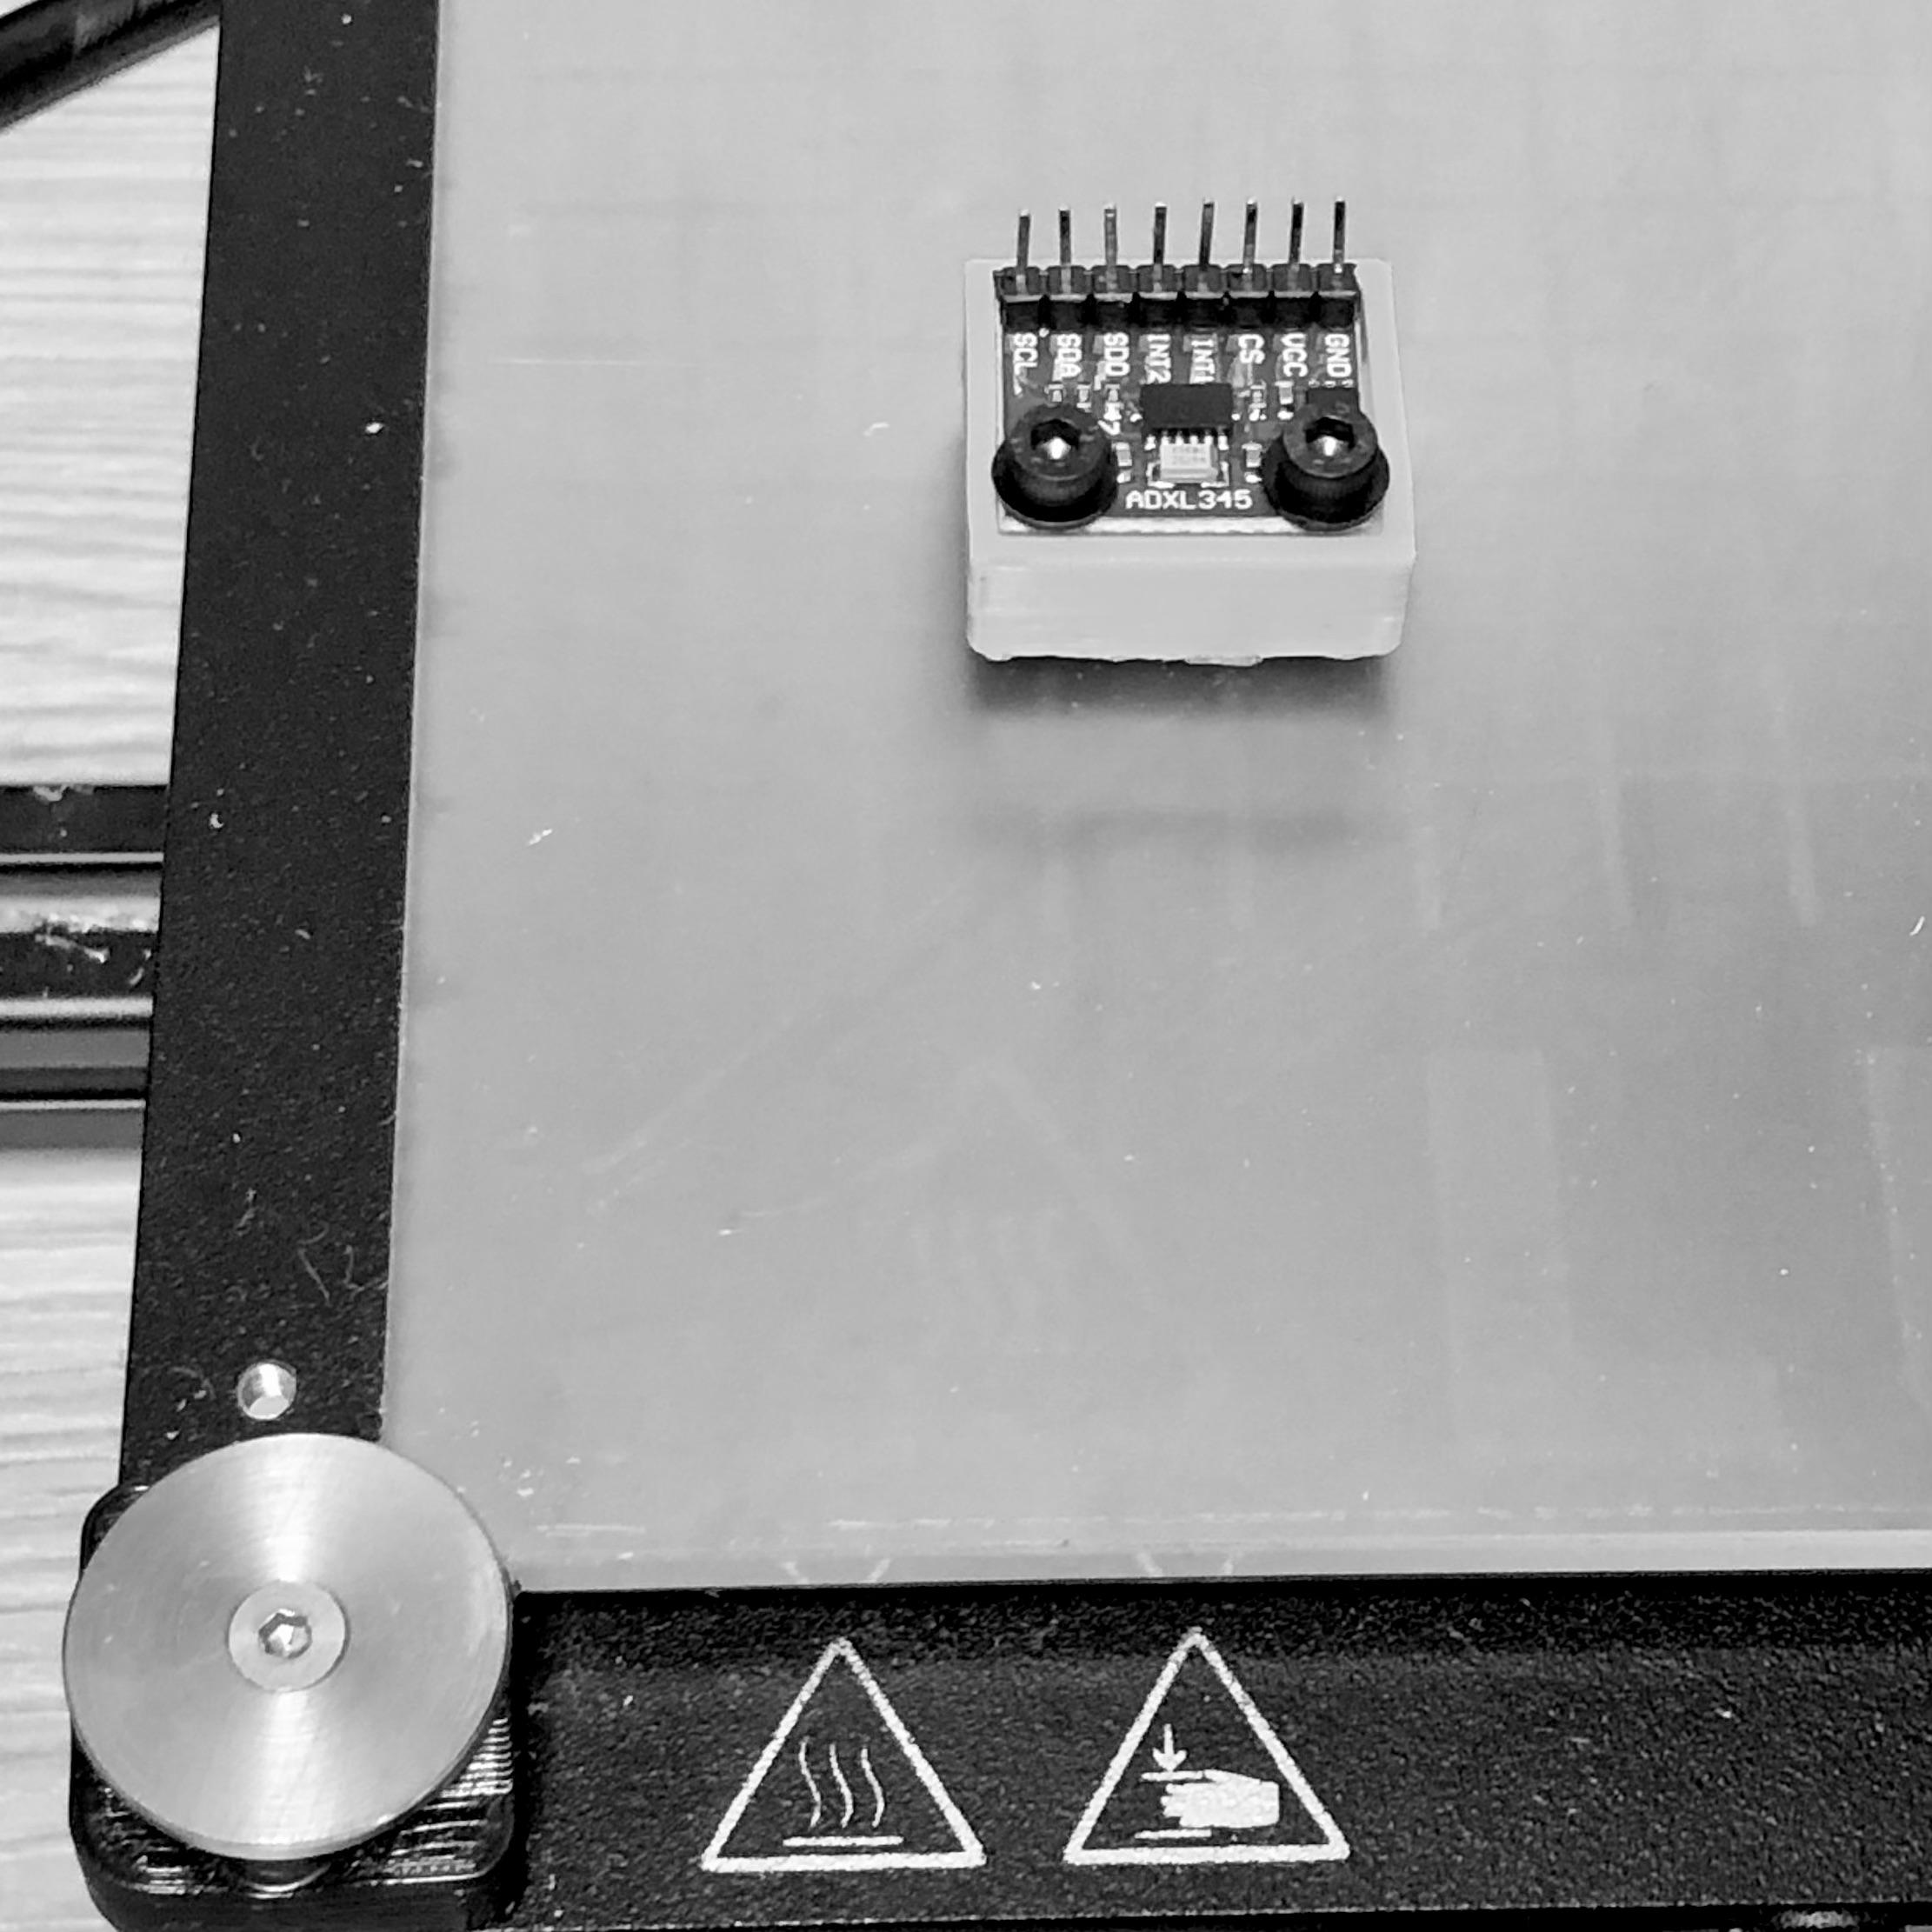 SCL SDA SDO INT2 INT1 CS VCC GND
ADXL345